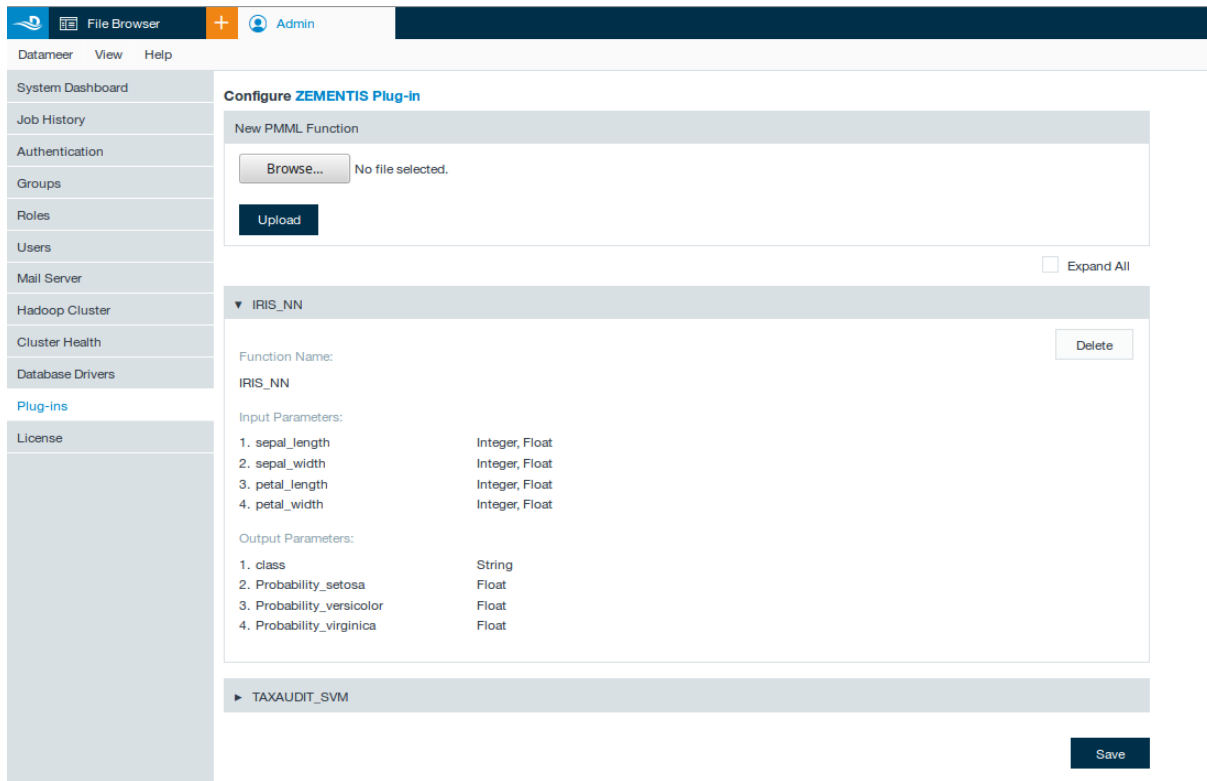 File Browser + Admin
Datameer View Help
System Dashboard
Job History
Authentication
Groups
Roles
Users
Mail Server
Hadoop Cluster
Cluster Health
Database Drivers
Plug-ins
License
Configure ZEMENTIS Plug-in
New PMML Function
Browse... No file selected.
Upload
Expand All
▼ IRIS_NN
Delete
Function Name:
IRIS_NN
Input Parameters:
1. sepal_length Integer, Float
2. sepal_width Integer, Float
3. petal_length Integer, Float
4. petal_width Integer, Float
Output Parameters:
1. class String
2. Probability_setosa Float
3. Probability_versicolor Float
4. Probability_virginica Float
► TAXAUDIT_SVM
Save